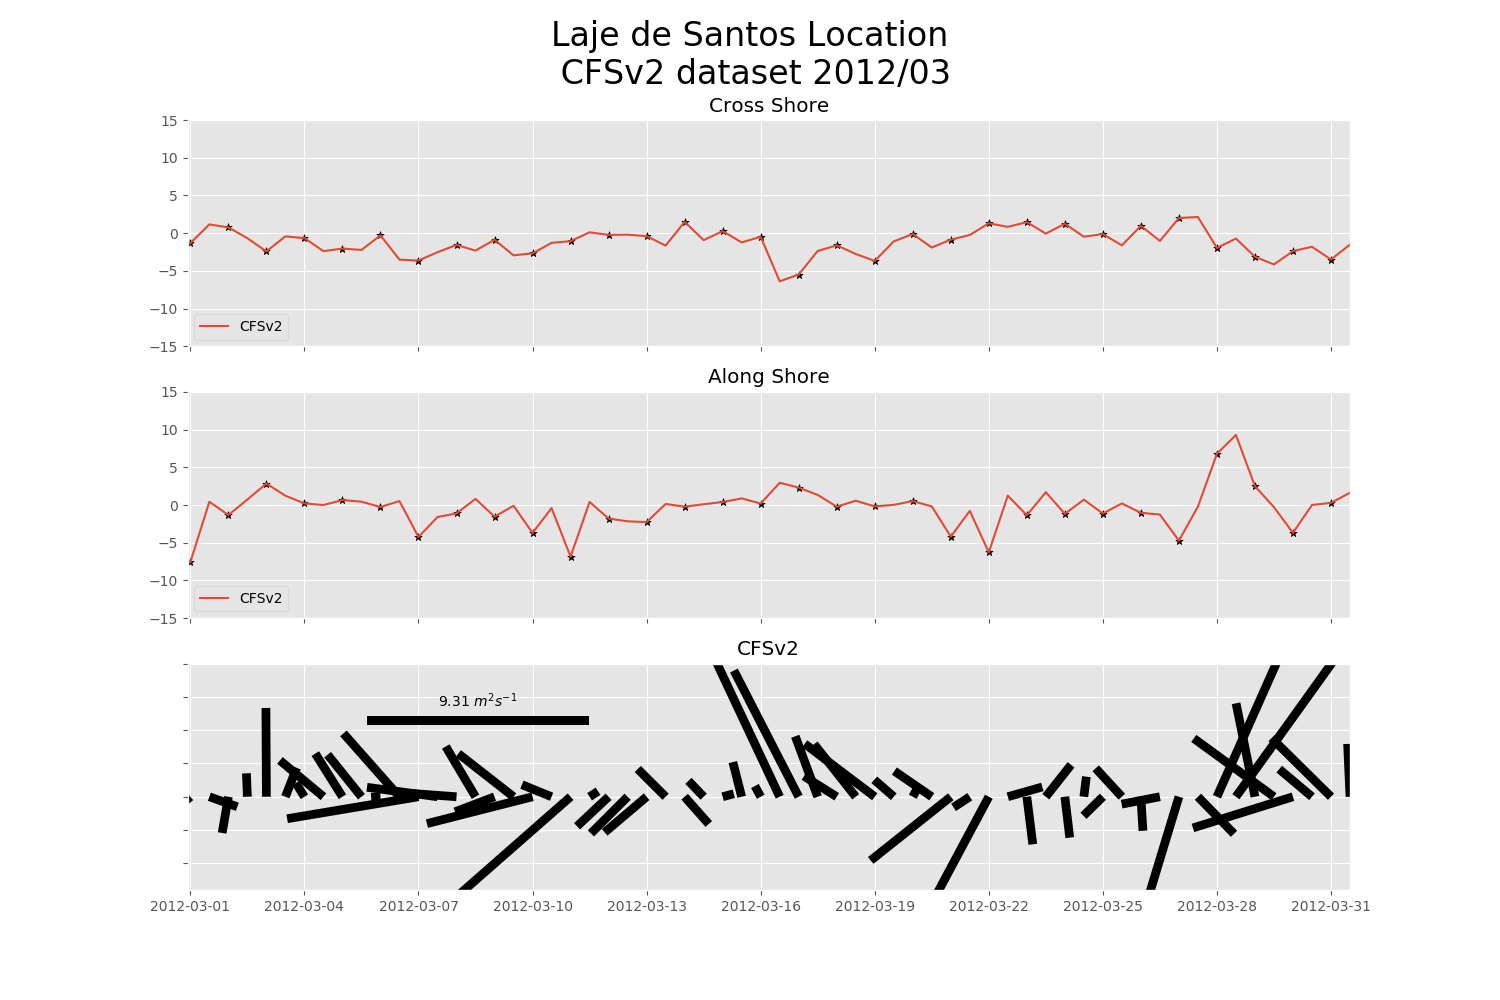 Laje de Santos Location
CFSv2 dataset 2012/03
Cross Shore
15
10
5
0
−5
−10
−15
CFSv2
Along Shore
15
10
5
0
−5
−10
−15
CFSv2
CFSv2
9.31 m²s⁻¹
2012-03-01 2012-03-04 2012-03-07 2012-03-10 2012-03-13 2012-03-16 2012-03-19 2012-03-22 2012-03-25 2012-03-28 2012-03-31